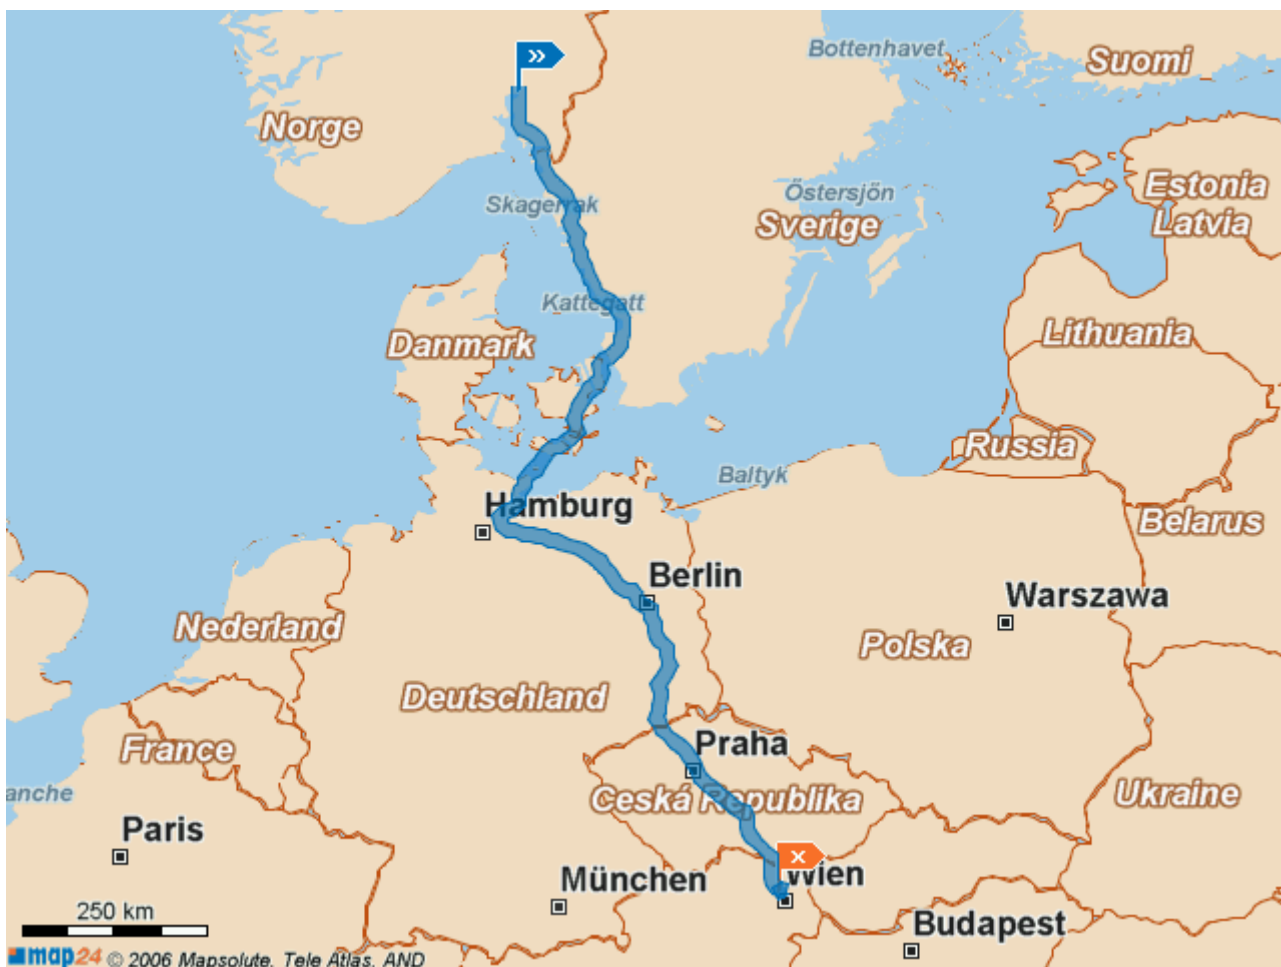 Bottenhavet
Suomi
Norge
Estonia
Östersjön
Skagerrak
Sverige
Latvia
Kattegatt
Lithuania
Danmark
Russia
Baltyk
Hamburg
Belarus
Berlin
Warszawa
Nederland
Polska
Deutschland
Praha
France
anche
Ceská Republika
Ukraine
Paris
Wien
München
250 km
Budapest
map24 © 2006 Mapsolute, Tele Atlas, AND